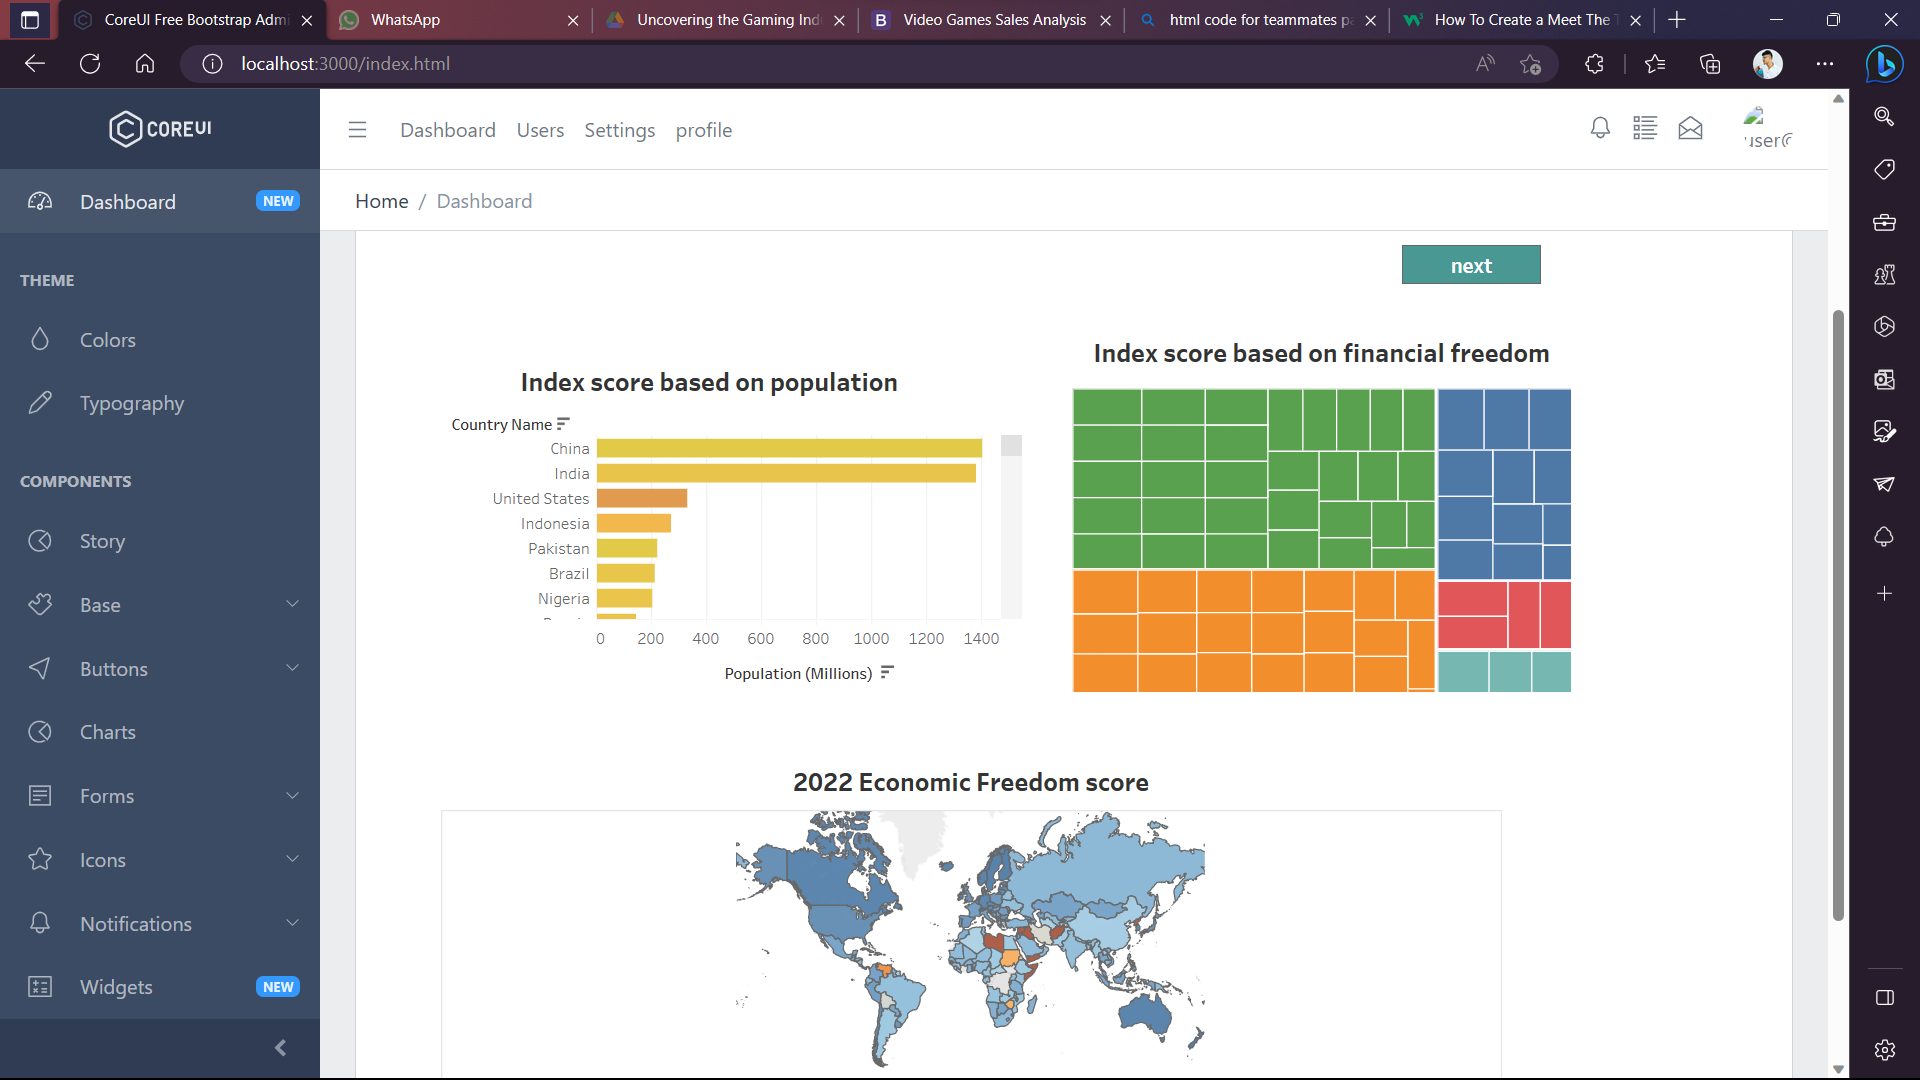 CoreUI Free Bootstrap Admi
WhatsApp
Uncovering the Gaming Ind
B Video Games Sales Analysis
html code for teammates pa
How To Create a Meet The T
localhost:3000/index.html
COREUI
Dashboard Users Settings profile
user@
Home / Dashboard
Dashboard NEW
THEME
Colors
Typography
COMPONENTS
Story
Base
Buttons
Charts
Forms
Icons
Notifications
Widgets NEW
next
Index score based on population
Country Name
China
India
United States
Indonesia
Pakistan
Brazil
Nigeria
0 200 400 600 800 1000 1200 1400
Population (Millions)
Index score based on financial freedom
2022 Economic Freedom score